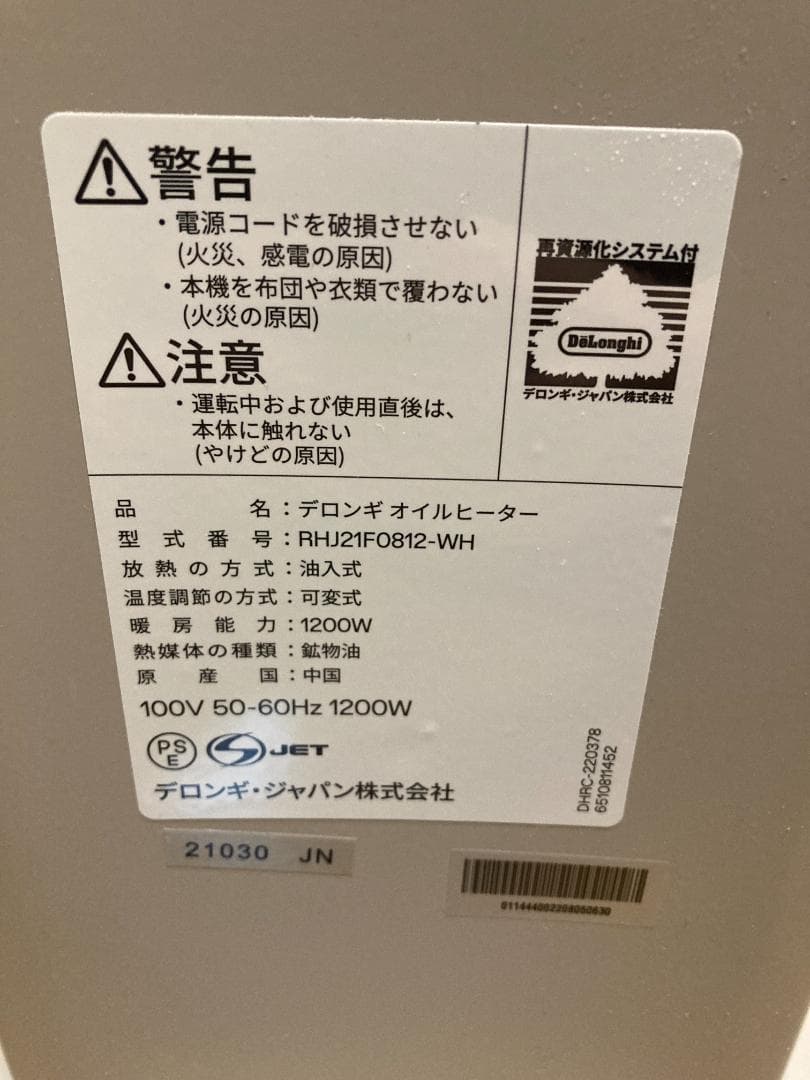 警告
・電源コードを破損させない
(火災、感電の原因)
・本機を布団や衣類で覆わない
(火災の原因)
注意
・運転中および使用直後は、
本体に触れない
(やけどの原因)
再資源化システム付
DeLonghi
デロンギ・ジャパン株式会社
品名：デロンギ オイルヒーター
型式番号：RHJ21F0812-WH
放熱の方式：油入式
温度調節の方式：可変式
暖房能力：1200W
熱媒体の種類：鉱物油
原産国：中国
100V 50-60Hz 1200W
PSE
JET
デロンギ・ジャパン株式会社
DHRC-220378
6510811452
21030 JN